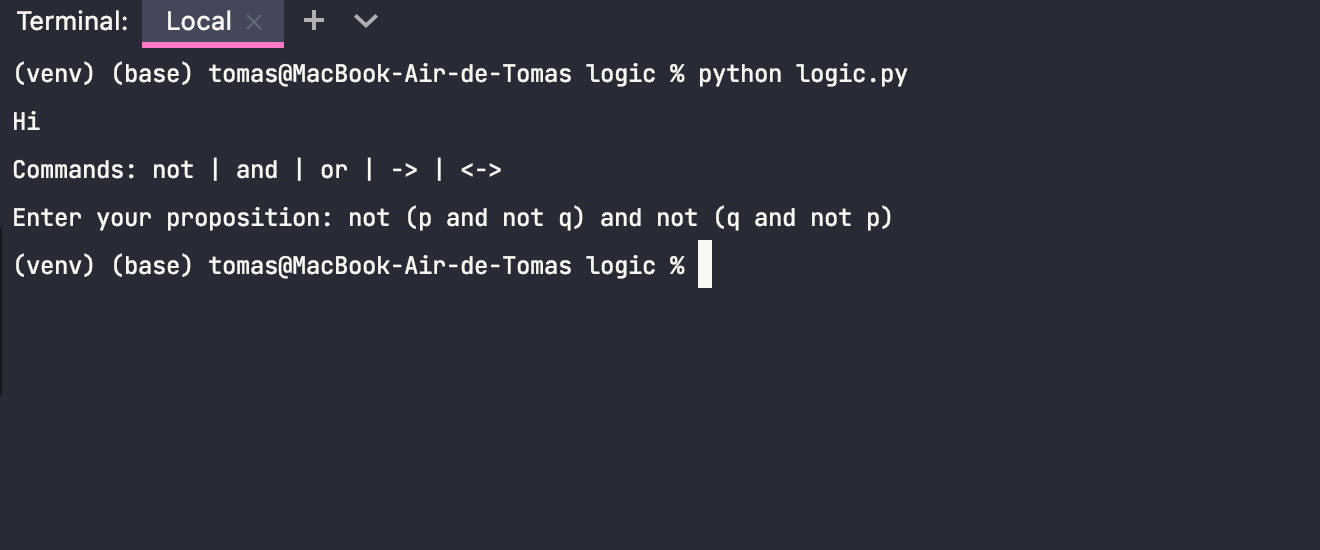 Terminal: Local
(venv) (base) tomas@MacBook-Air-de-Tomas logic % python logic.py
Hi
Commands: not | and | or | -> | <->
Enter your proposition: not (p and not q) and not (q and not p)
(venv) (base) tomas@MacBook-Air-de-Tomas logic %